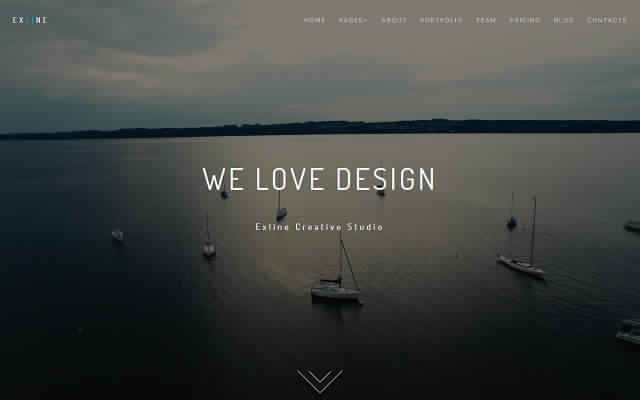 EXLINE
HOME PAGES+ ABOUT PORTFOLIO TEAM PRICING BLOG CONTACTS
WE LOVE DESIGN
Exline Creative Studio